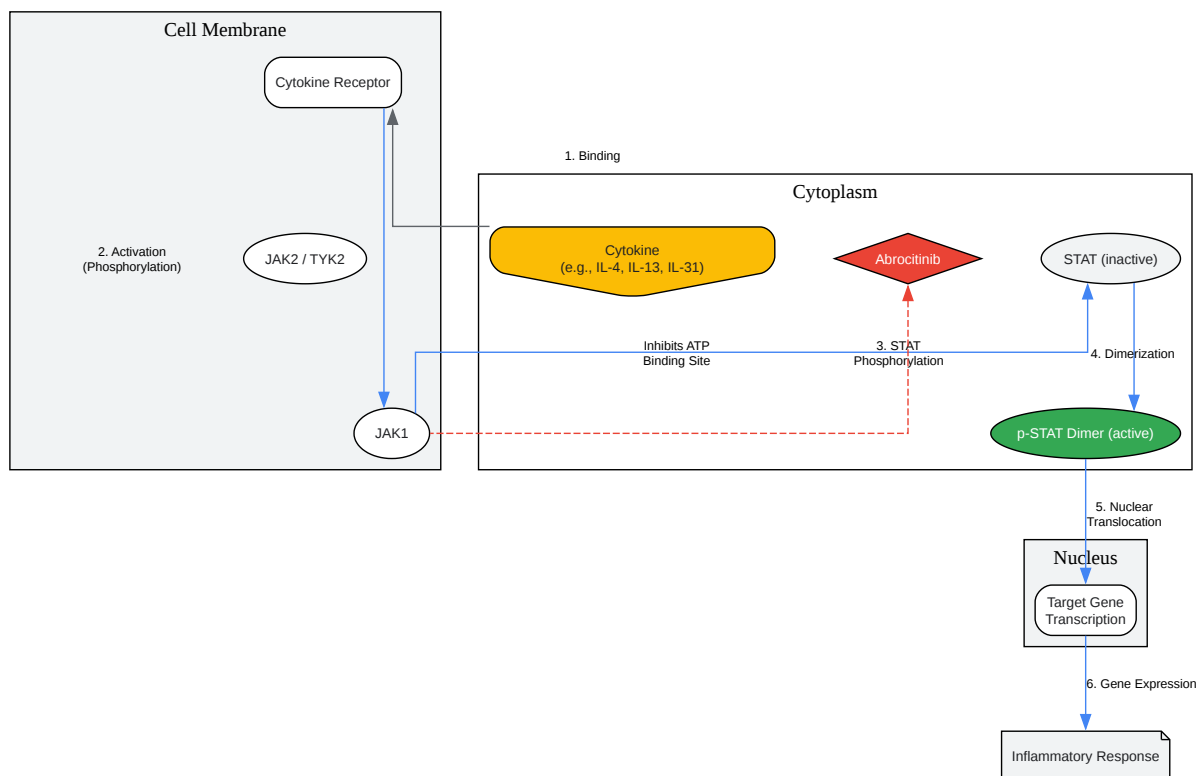 Cell Membrane
Cytokine Receptor
1. Binding
Cytoplasm
2. Activation
(Phosphorylation)
JAK2 / TYK2
Cytokine
(e.g., IL-4, IL-13, IL-31)
Abrocitinib
STAT (inactive)
Inhibits ATP
Binding Site
3. STAT
Phosphorylation
4. Dimerization
JAK1
p-STAT Dimer (active)
5. Nuclear
Translocation
Nucleus
Target Gene
Transcription
6. Gene Expression
Inflammatory Response